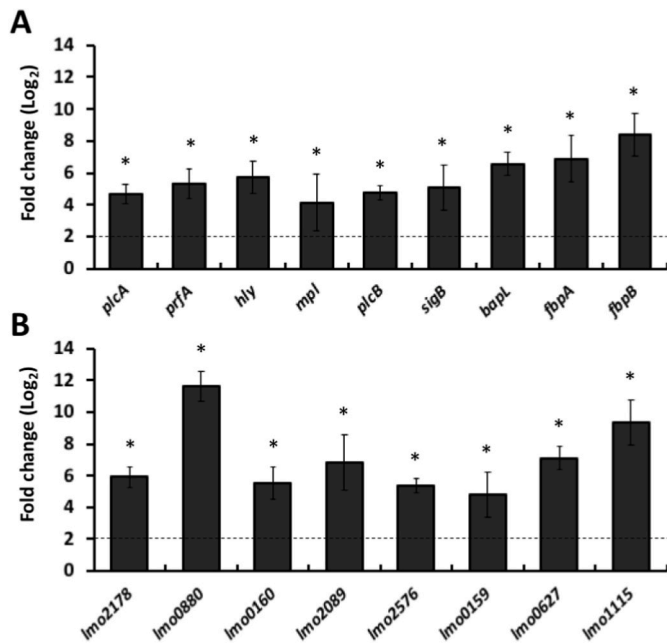 A
Fold change (Log₂)
14
12
10
8
6
4
2
0
* * * * * * * * *
plcA prfA hly mpl plcB sigB bapL fbpA fbpB
B
Fold change (Log₂)
14
12
10
8
6
4
2
0
* * * * * * * *
lmo2178 lmo0880 lmo0160 lmo2089 lmo2576 lmo0159 lmo0627 lmo1115